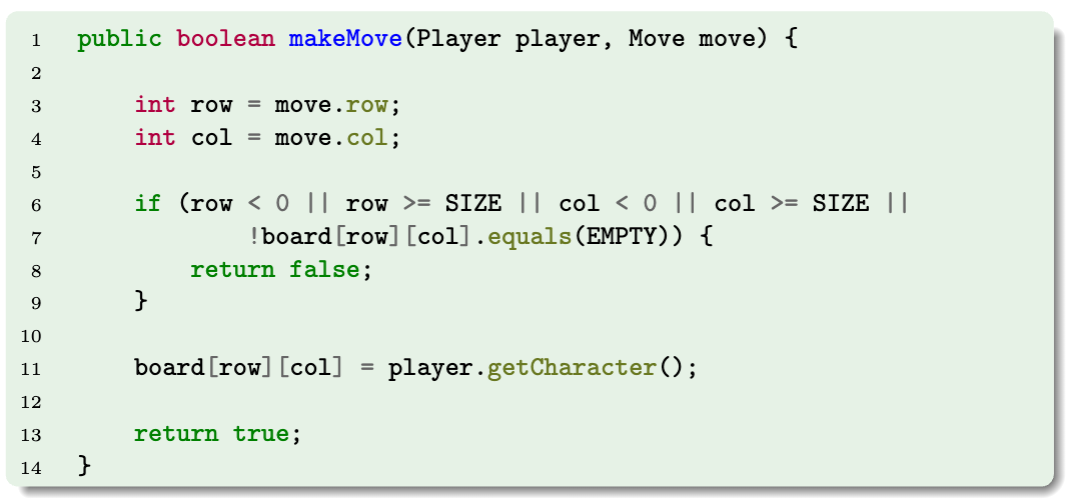 1 public boolean makeMove(Player player, Move move) {
2
3 int row = move.row;
4 int col = move.col;
5
6 if (row < 0 || row >= SIZE || col < 0 || col >= SIZE ||
7 !board[row][col].equals(EMPTY)) {
8 return false;
9 }
10
11 board[row][col] = player.getCharacter();
12
13 return true;
14 }